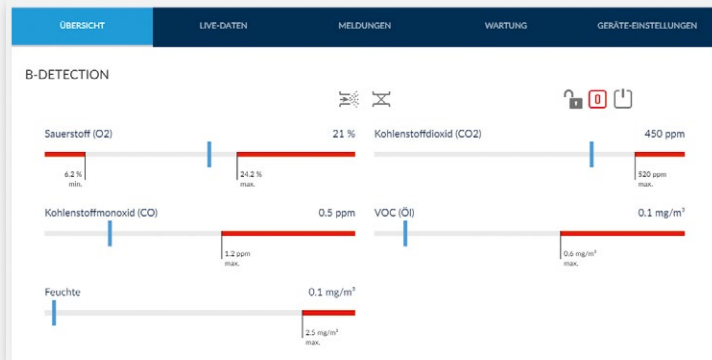 ÜBERSICHT LIVE-DATEN MELDUNGEN WARTUNG GERÄTE-EINSTELLUNGEN
B-DETECTION
0
Sauerstoff (O2) 21 % Kohlenstoffdioxid (CO2) 450 ppm
6.2 % 24.2 % 520 ppm
min. max. max.
Kohlenstoffmonoxid (CO) 0.5 ppm VOC (Öl) 0.1 mg/m³
1.2 ppm 0.6 mg/m³
max. max.
Feuchte 0.1 mg/m³
2.5 mg/m³
max.